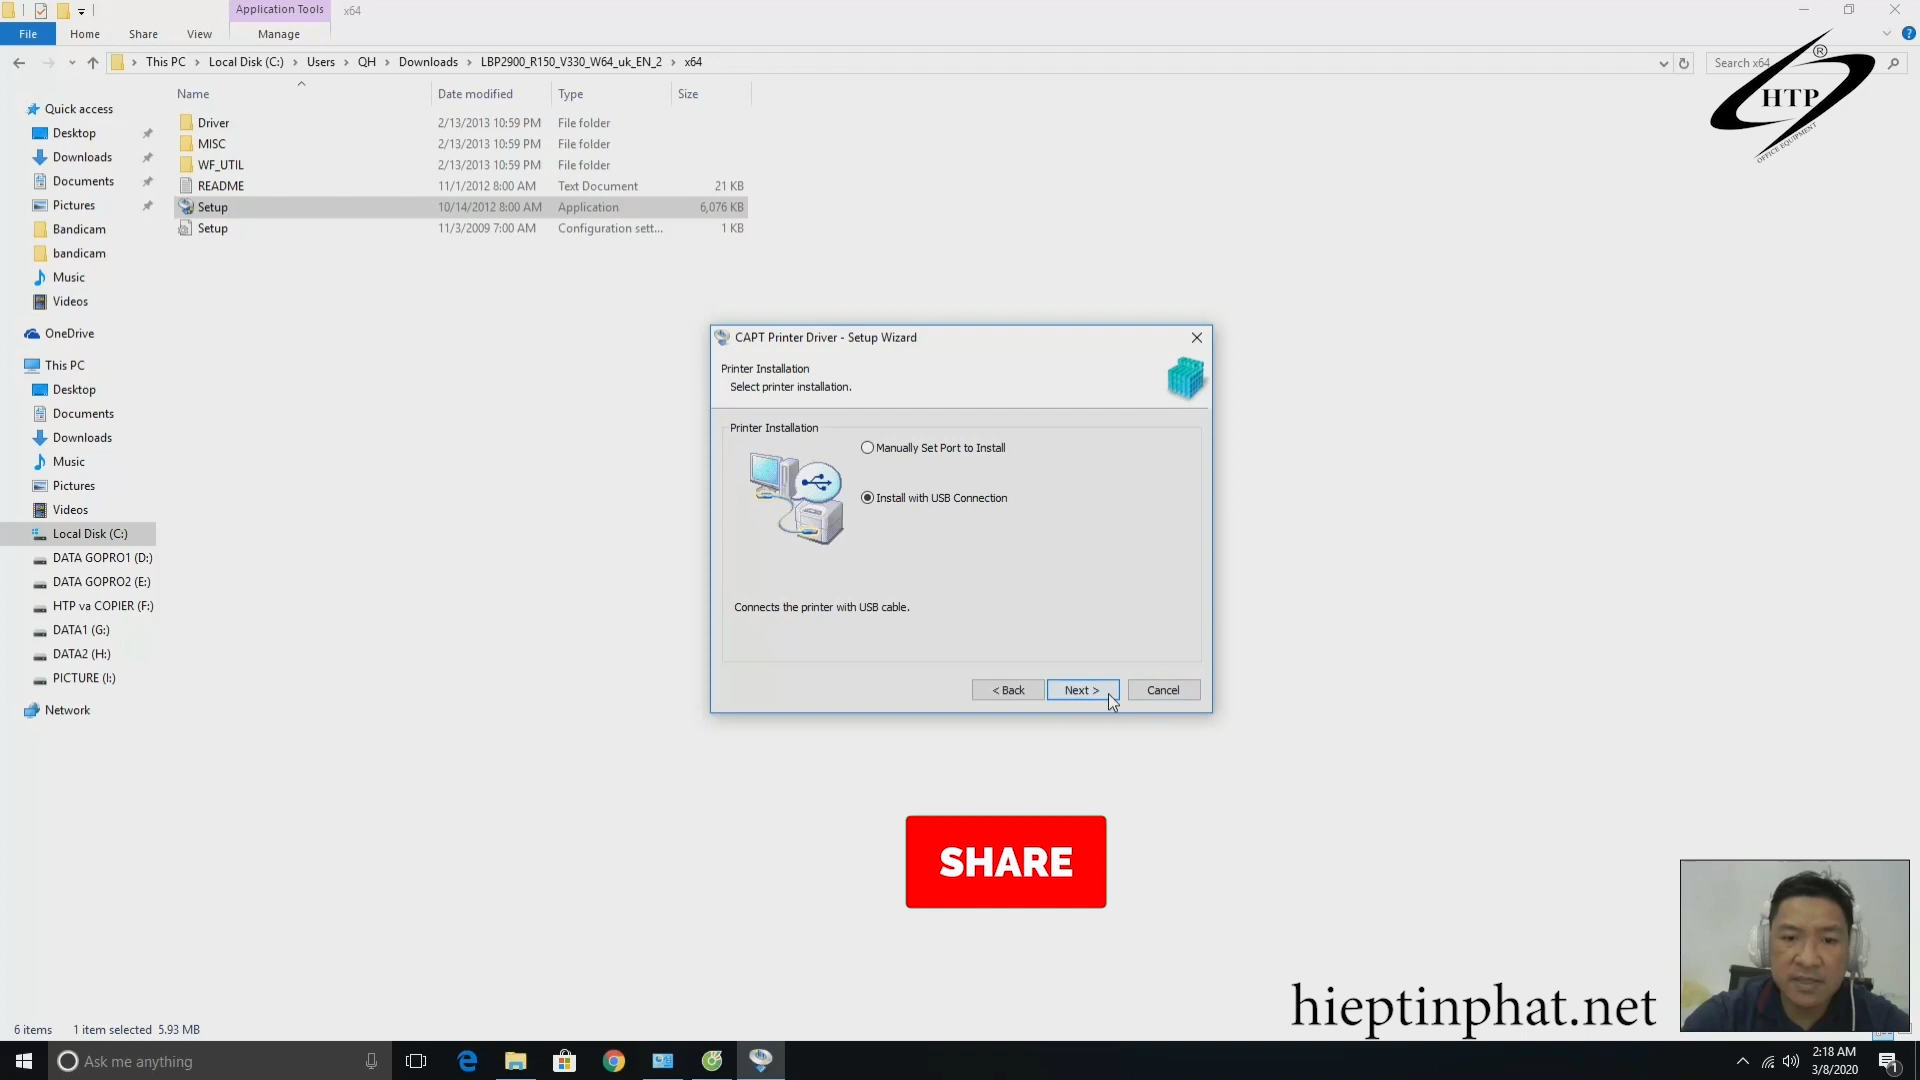 Application Tools
x64
File
Home
Share
View
Manage
This PC
Local Disk (C:)
Users
QH
Downloads
LBP2900_R150_V330_W64_uk_EN_2
x64
Search x64
HTP
®
OFFICE EQUIPMENT
Name
Date modified
Type
Size
Driver
2/13/2013 10:59 PM
File folder
MISC
2/13/2013 10:59 PM
File folder
WF_UTIL
2/13/2013 10:59 PM
File folder
README
11/1/2012 8:00 AM
Text Document
21 KB
Setup
10/14/2012 8:00 AM
Application
6,076 KB
Setup
11/3/2009 7:00 AM
Configuration sett...
1 KB
Quick access
Desktop
Downloads
Documents
Pictures
Bandicam
bandicam
Music
Videos
OneDrive
This PC
Desktop
Documents
Downloads
Music
Pictures
Videos
Local Disk (C:)
DATA GOPRO1 (D:)
DATA GOPRO2 (E:)
HTP va COPIER (F:)
DATA1 (G:)
DATA2 (H:)
PICTURE (I:)
Network
CAPT Printer Driver - Setup Wizard
Printer Installation
Select printer installation.
Printer Installation
Manually Set Port to Install
Install with USB Connection
Connects the printer with USB cable.
< Back
Next >
Cancel
SHARE
hieptinphat.net
6 items
1 item selected 5.93 MB
Ask me anything
2:18 AM
3/8/2020
1